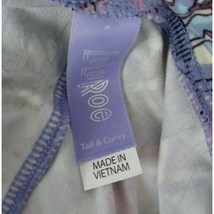 LuLaRoe
Tall & Curvy
MADE IN
VIETNAM